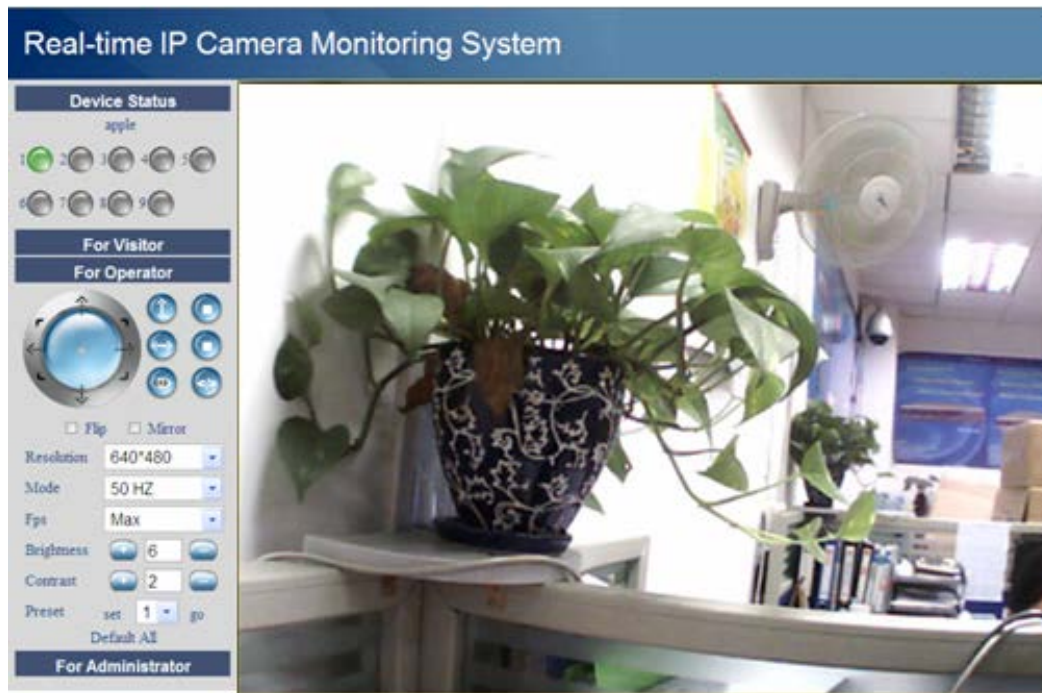 Real-time IP Camera Monitoring System
Device Status
apple
1 2 3 4 5
6 7 8 9
For Visitor
For Operator
Flip Mirror
Resolution 640*480
Mode 50 HZ
Fps Max
Brightness 6
Contrast 2
Preset set 1 go
Default All
For Administrator